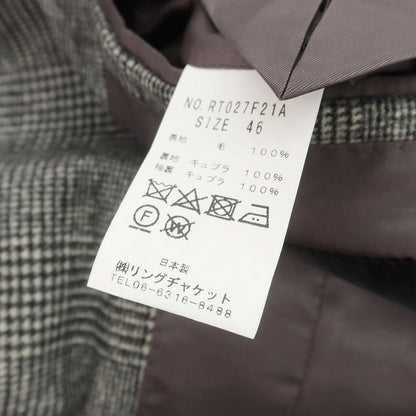 NO. RT027F21A
SIZE 46
表地 毛 100%
裏地 キュプラ 100%
袖裏 キュプラ 100%
F W
日本製
㈱リングヂャケット
TEL06-6316-8488